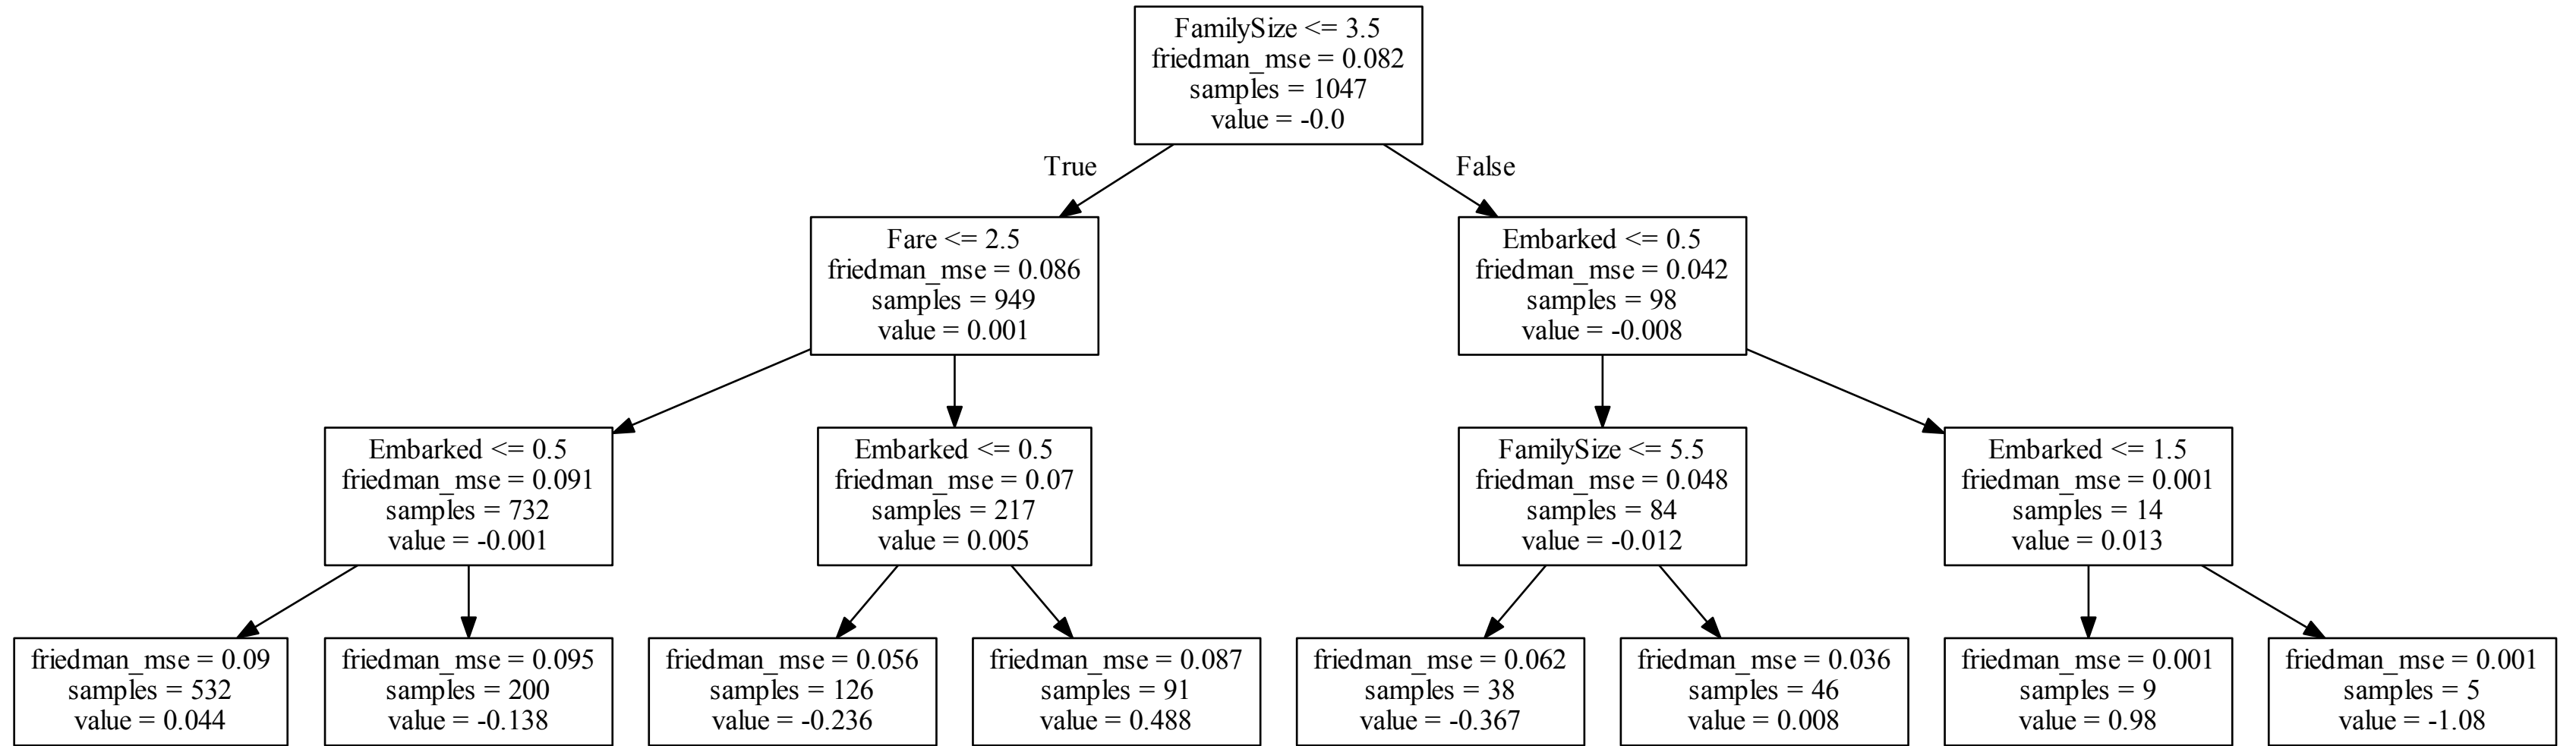 FamilySize <= 3.5
friedman_mse = 0.082
samples = 1047
value = -0.0
True
False
Fare <= 2.5
friedman_mse = 0.086
samples = 949
value = 0.001
Embarked <= 0.5
friedman_mse = 0.042
samples = 98
value = -0.008
Embarked <= 0.5
friedman_mse = 0.091
samples = 732
value = -0.001
Embarked <= 0.5
friedman_mse = 0.07
samples = 217
value = 0.005
FamilySize <= 5.5
friedman_mse = 0.048
samples = 84
value = -0.012
Embarked <= 1.5
friedman_mse = 0.001
samples = 14
value = 0.013
friedman_mse = 0.09
samples = 532
value = 0.044
friedman_mse = 0.095
samples = 200
value = -0.138
friedman_mse = 0.056
samples = 126
value = -0.236
friedman_mse = 0.087
samples = 91
value = 0.488
friedman_mse = 0.062
samples = 38
value = -0.367
friedman_mse = 0.036
samples = 46
value = 0.008
friedman_mse = 0.001
samples = 9
value = 0.98
friedman_mse = 0.001
samples = 5
value = -1.08